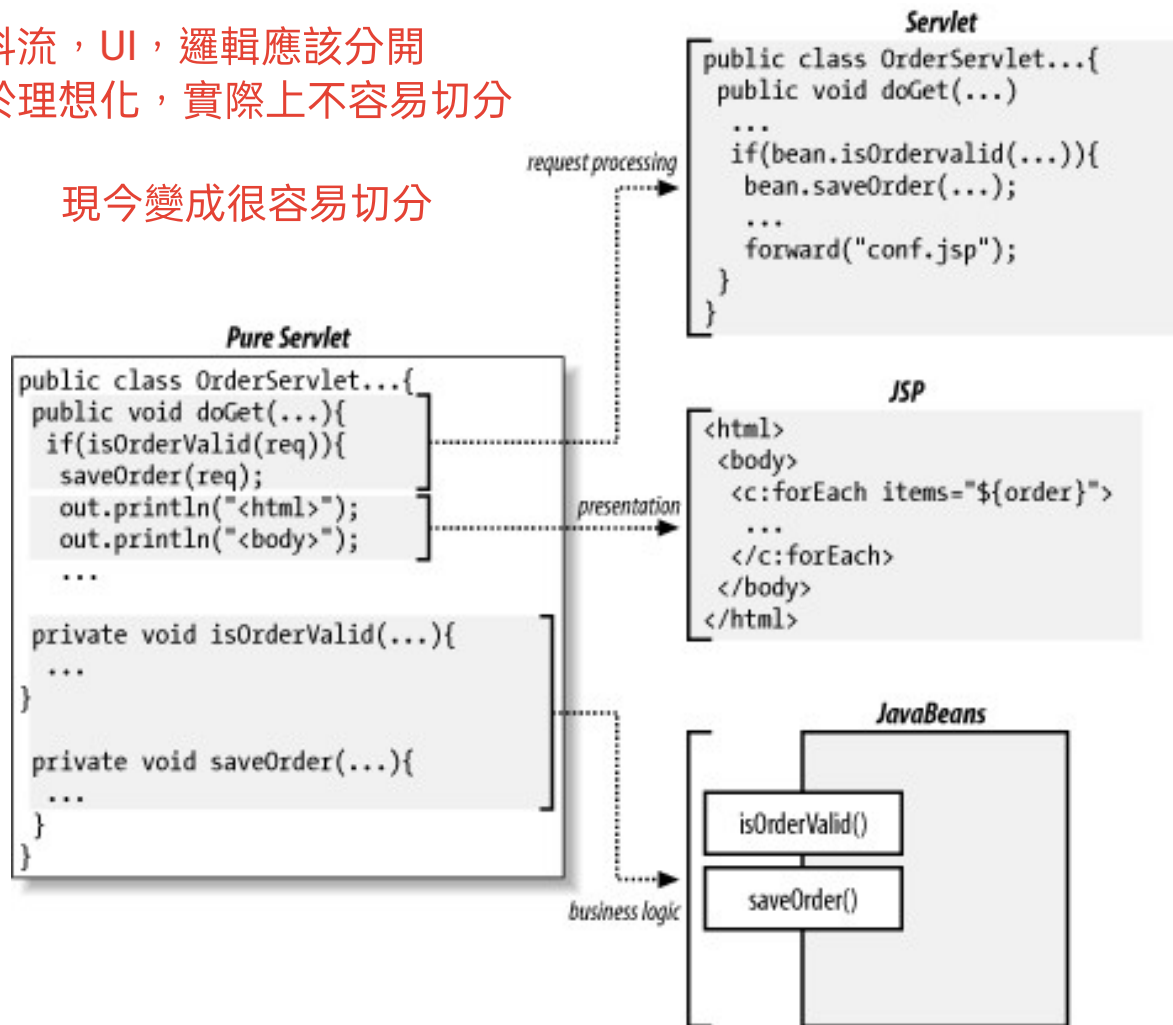 料流，UI，邏輯應該分開
於理想化，實際上不容易切分
現今變成很容易切分
Pure Servlet
public class OrderServlet...{
public void doGet(...){
if(isOrderValid(req)){
saveOrder(req);
out.println("<html>");
out.println("<body>");
...
private void isOrderValid(...){
...
}
private void saveOrder(...){
...
}
}
request processing
presentation
business logic
Servlet
public class OrderServlet...{
public void doGet(...)
...
if(bean.isOrdervalid(...)){
bean.saveOrder(...);
...
forward("conf.jsp");
}
}
JSP
<html>
<body>
<c:forEach items="${order}">
...
</c:forEach>
</body>
</html>
JavaBeans
isOrderValid()
saveOrder()